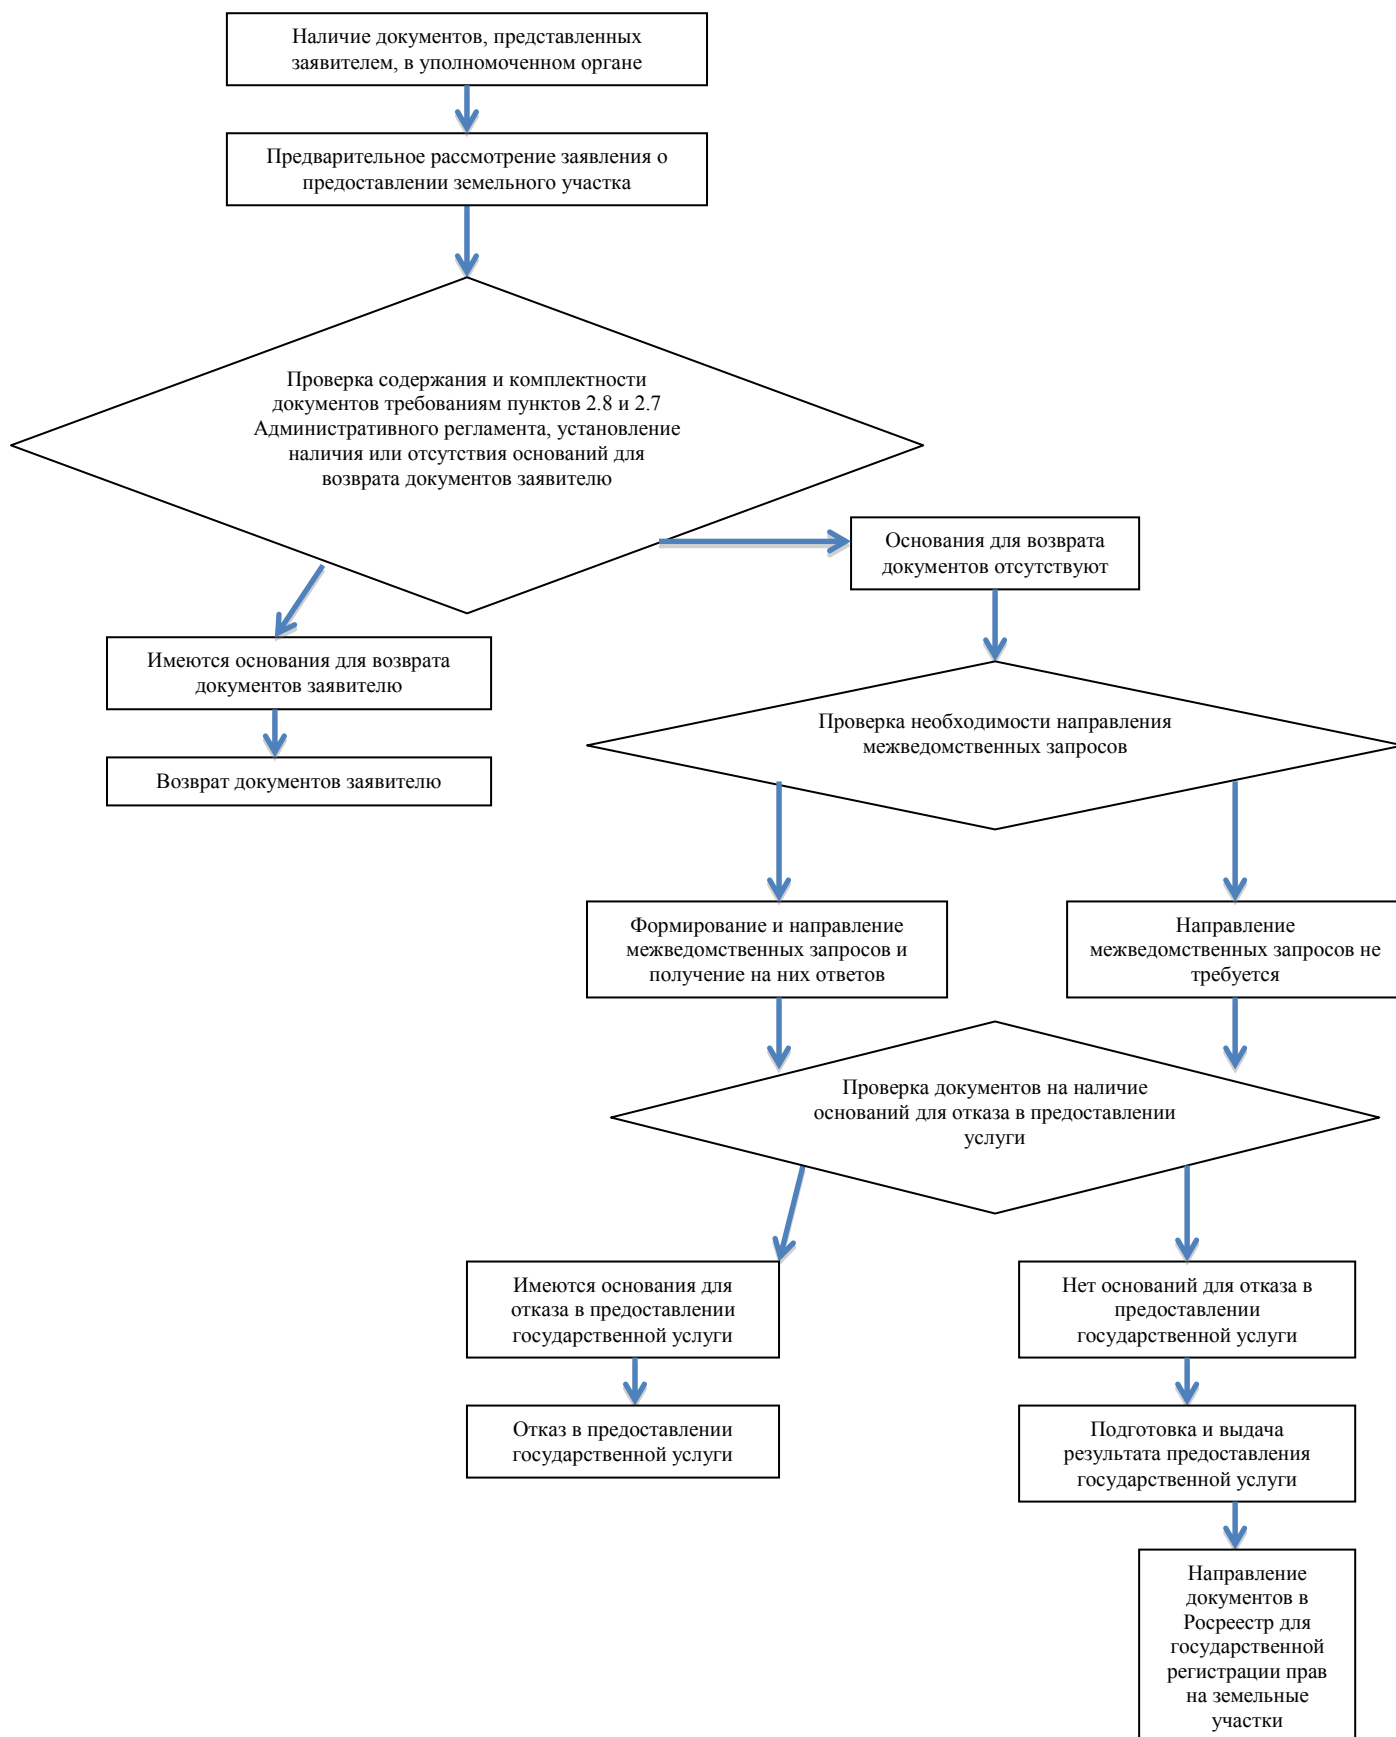 Наличие документов, представленных
заявителем, в уполномоченном органе
Предварительное рассмотрение заявления о
предоставлении земельного участка
Проверка содержания и комплектности
документов требованиям пунктов 2.8 и 2.7
Административного регламента, установление
наличия или отсутствия оснований для
возврата документов заявителю
Основания для возврата
документов отсутствуют
Имеются основания для возврата
документов заявителю
Возврат документов заявителю
Проверка необходимости направления
межведомственных запросов
Формирование и направление
межведомственных запросов и
получение на них ответов
Направление
межведомственных запросов не
требуется
Проверка документов на наличие
оснований для отказа в предоставлении
услуги
Имеются основания для
отказа в предоставлении
государственной услуги
Нет оснований для отказа в
предоставлении
государственной услуги
Отказ в предоставлении
государственной услуги
Подготовка и выдача
результата предоставления
государственной услуги
Направление
документов в
Росреестр для
государственной
регистрации прав
на земельные
участки